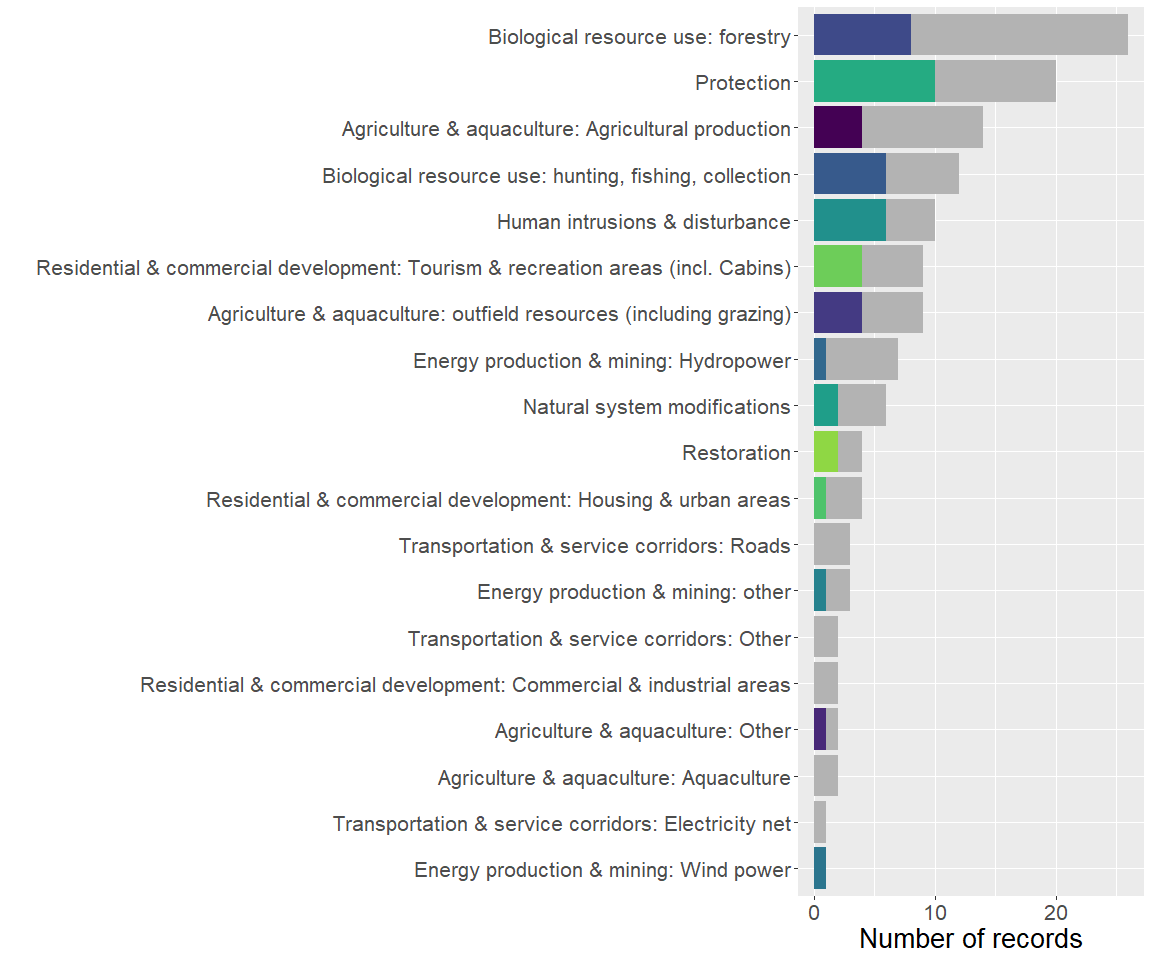 Biological resource use: forestry
Protection
Agriculture & aquaculture: Agricultural production
Biological resource use: hunting, fishing, collection
Human intrusions & disturbance
Residential & commercial development: Tourism & recreation areas (incl. Cabins)
Agriculture & aquaculture: outfield resources (including grazing)
Energy production & mining: Hydropower
Natural system modifications
Restoration
Residential & commercial development: Housing & urban areas
Transportation & service corridors: Roads
Energy production & mining: other
Transportation & service corridors: Other
Residential & commercial development: Commercial & industrial areas
Agriculture & aquaculture: Other
Agriculture & aquaculture: Aquaculture
Transportation & service corridors: Electricity net
Energy production & mining: Wind power
0 10 20
Number of records